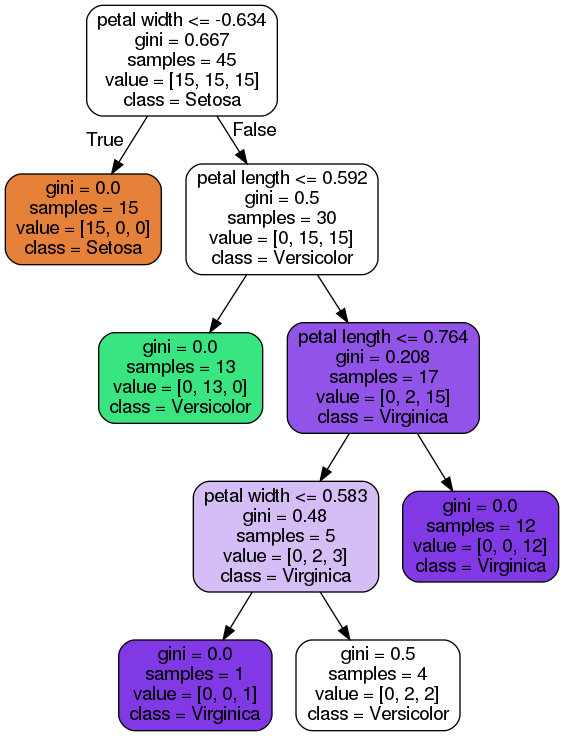 petal width <= -0.634
gini = 0.667
samples = 45
value = [15, 15, 15]
class = Setosa
True
False
gini = 0.0
samples = 15
value = [15, 0, 0]
class = Setosa
petal length <= 0.592
gini = 0.5
samples = 30
value = [0, 15, 15]
class = Versicolor
gini = 0.0
samples = 13
value = [0, 13, 0]
class = Versicolor
petal length <= 0.764
gini = 0.208
samples = 17
value = [0, 2, 15]
class = Virginica
petal width <= 0.583
gini = 0.48
samples = 5
value = [0, 2, 3]
class = Virginica
gini = 0.0
samples = 12
value = [0, 0, 12]
class = Virginica
gini = 0.0
samples = 1
value = [0, 0, 1]
class = Virginica
gini = 0.5
samples = 4
value = [0, 2, 2]
class = Versicolor